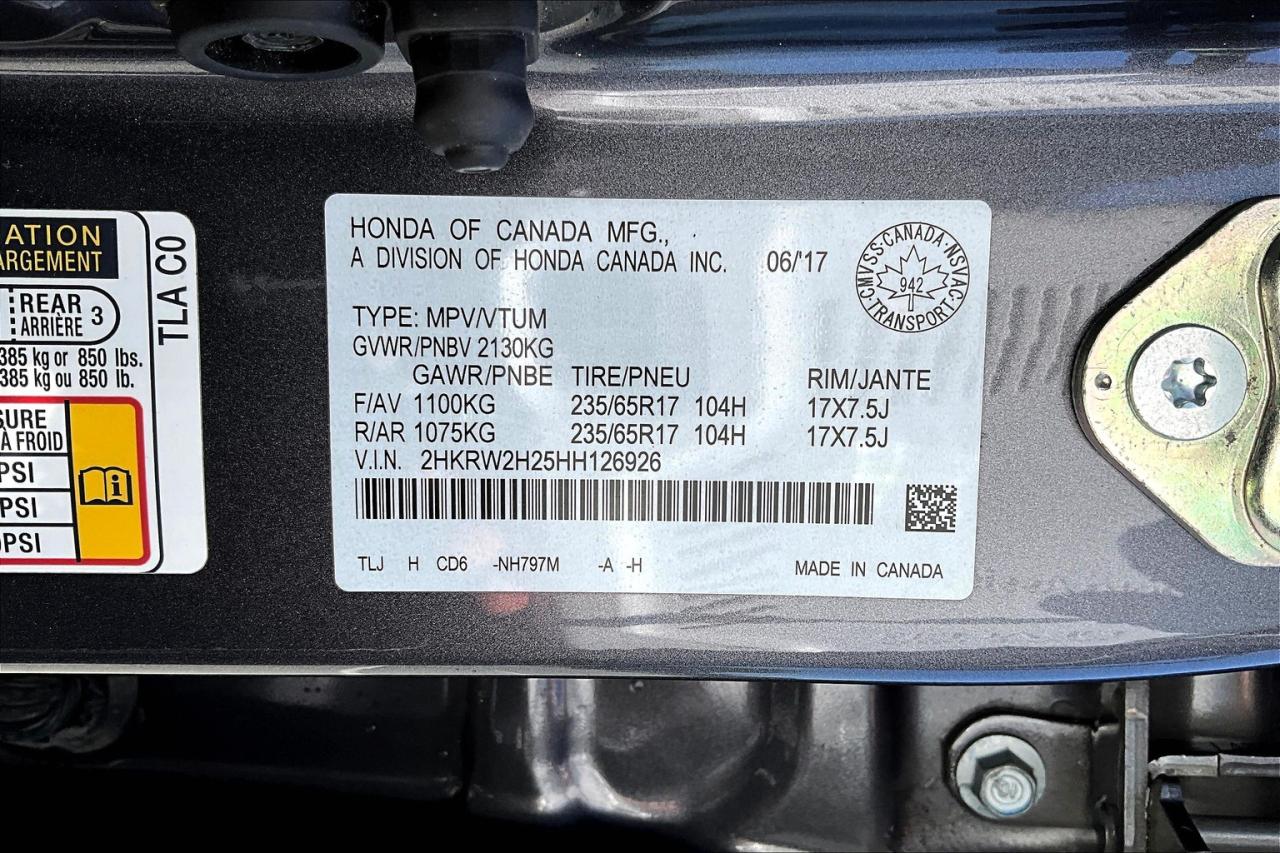 ATION
ARGEMENT
REAR
ARRIÈRE 3
385 kg or 850 lbs.
385 kg ou 850 lb.
SURE
À FROID
PSI
PSI
0PSI
TLA C0
HONDA OF CANADA MFG.,
A DIVISION OF HONDA CANADA INC. 06/'17
CMVSS·CANADA·NSVAC·TRANSPORT·
942
TYPE: MPV/VTUM
GVWR/PNBV 2130KG
GAWR/PNBE TIRE/PNEU RIM/JANTE
F/AV 1100KG 235/65R17 104H 17X7.5J
R/AR 1075KG 235/65R17 104H 17X7.5J
V.I.N. 2HKRW2H25HH126926
TLJ H CD6 -NH797M -A -H MADE IN CANADA